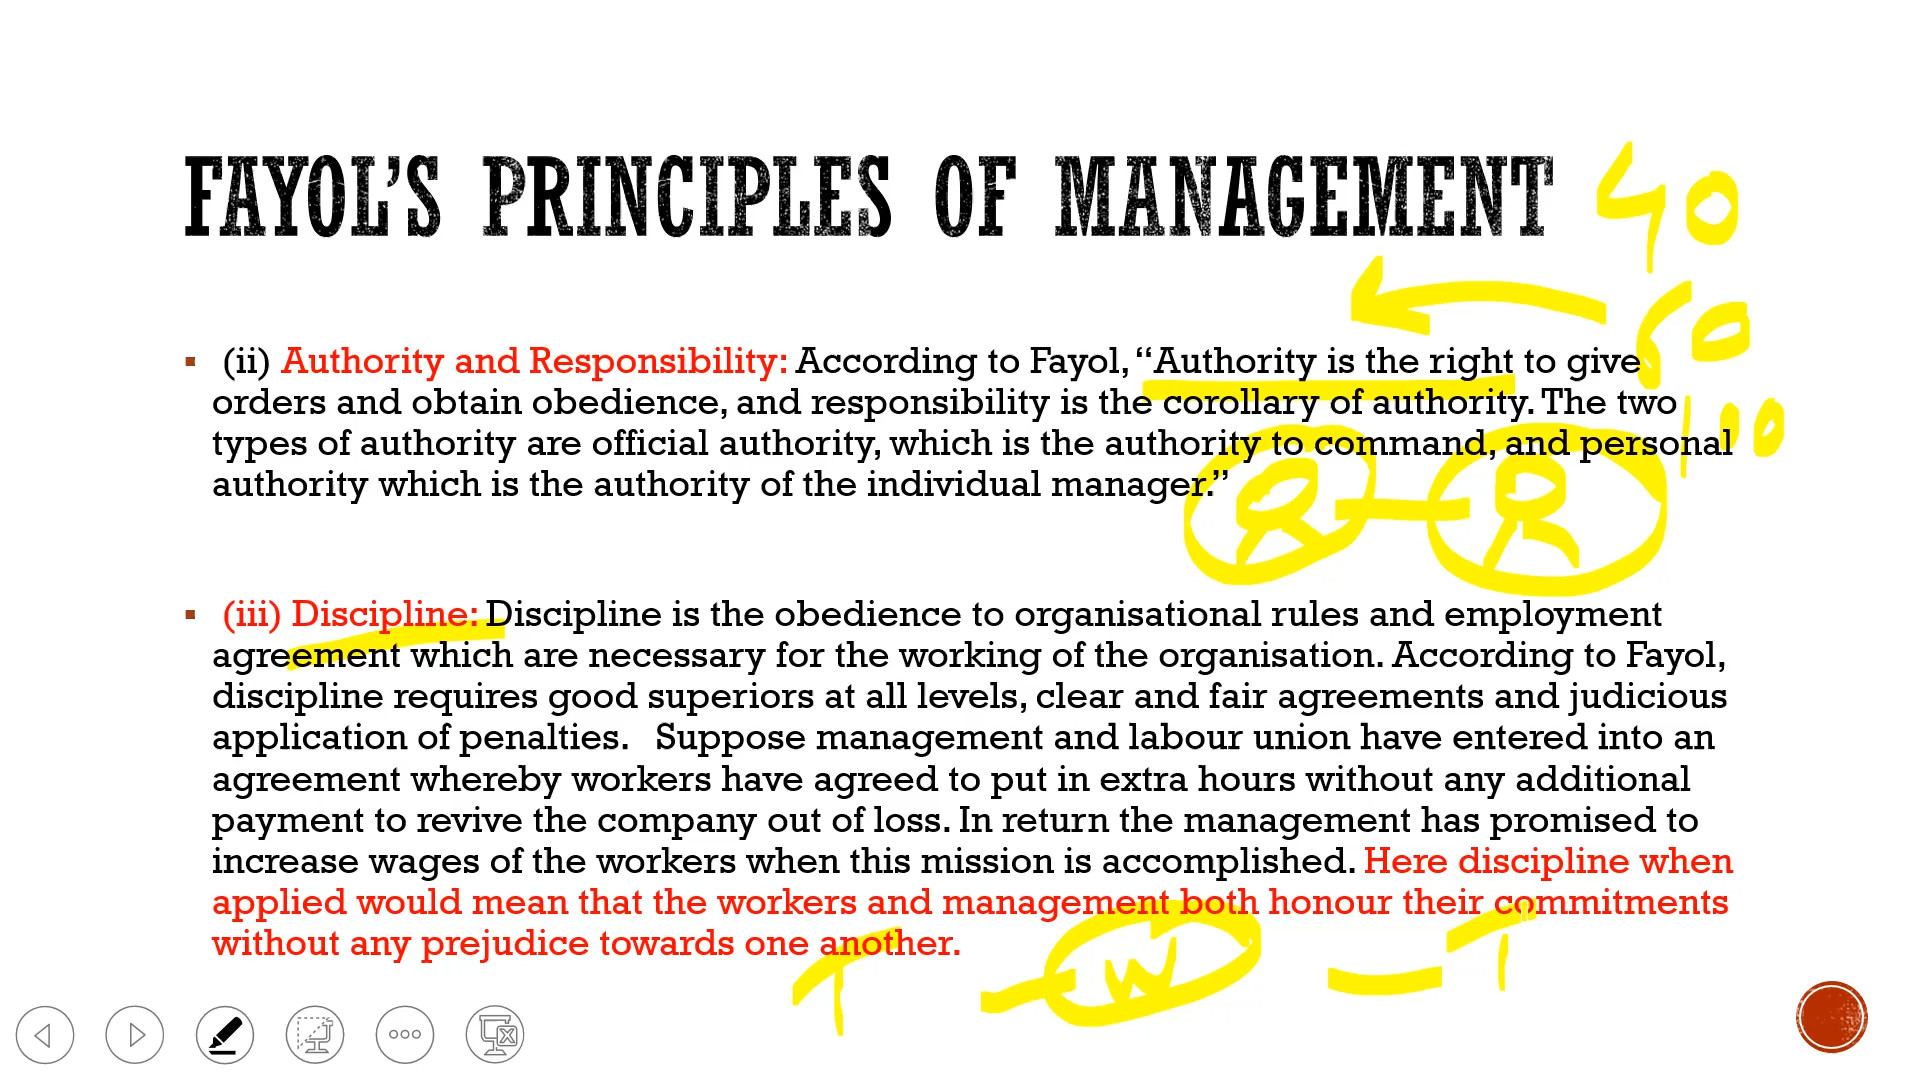 FAYOL'S PRINCIPLES OF MANAGEMENT
40
50
100
▪ (ii) Authority and Responsibility: According to Fayol, “Authority is the right to give
orders and obtain obedience, and responsibility is the corollary of authority. The two
types of authority are official authority, which is the authority to command, and personal
authority which is the authority of the individual manager.”
R R
▪ (iii) Discipline: Discipline is the obedience to organisational rules and employment
agreement which are necessary for the working of the organisation. According to Fayol,
discipline requires good superiors at all levels, clear and fair agreements and judicious
application of penalties. Suppose management and labour union have entered into an
agreement whereby workers have agreed to put in extra hours without any additional
payment to revive the company out of loss. In return the management has promised to
increase wages of the workers when this mission is accomplished. Here discipline when
applied would mean that the workers and management both honour their commitments
without any prejudice towards one another.
T - W - T